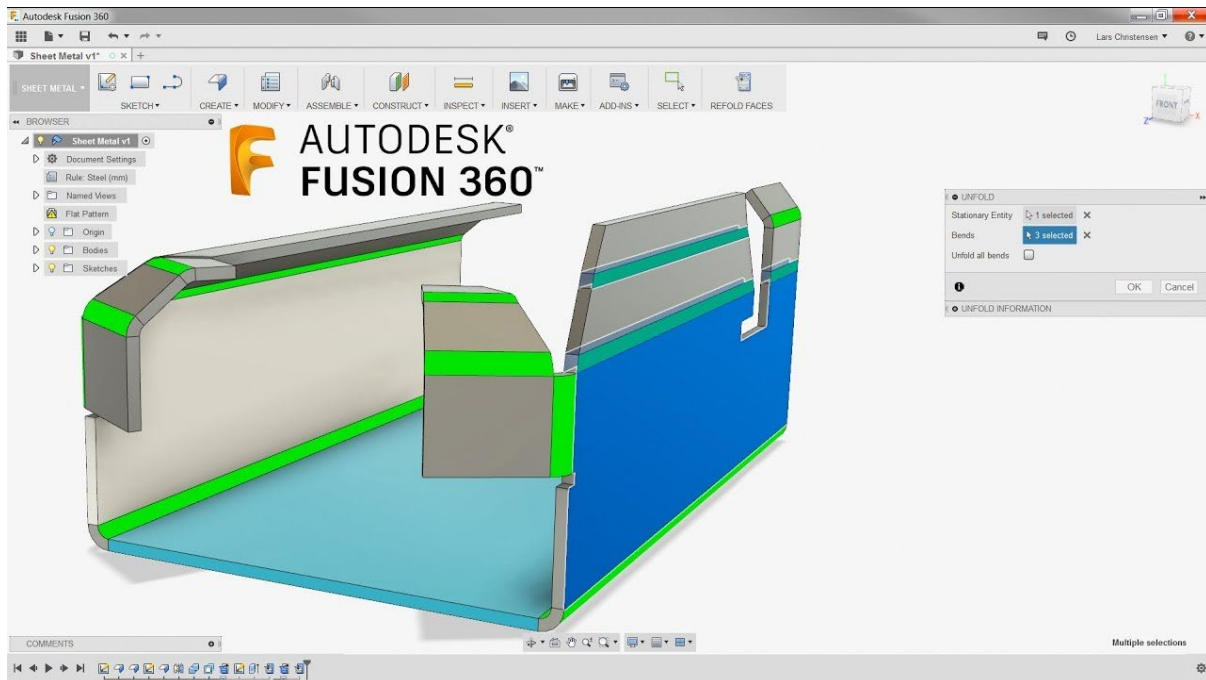 Autodesk Fusion 360
Lars Christensen
Sheet Metal v1*
SHEET METAL
SKETCH CREATE MODIFY ASSEMBLE CONSTRUCT INSPECT INSERT MAKE ADD-INS SELECT REFOLD FACES
BROWSER
Sheet Metal v1
Document Settings
Rule: Steel (mm)
Named Views
Flat Pattern
Origin
Bodies
Sketches
AUTODESK®
FUSION 360™
FRONT
Z X
UNFOLD
Stationary Entity 1 selected
Bends 3 selected
Unfold all bends
OK Cancel
UNFOLD INFORMATION
COMMENTS
Multiple selections